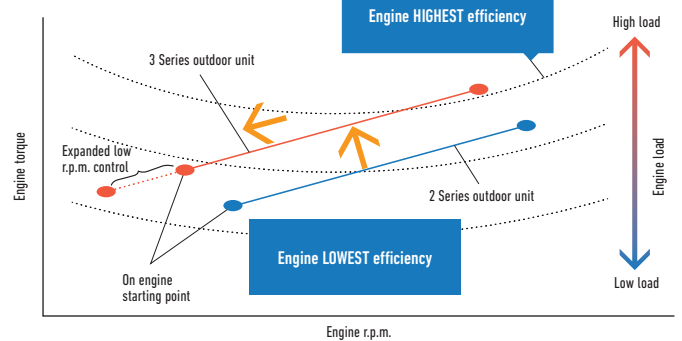 Engine HIGHEST efficiency
High load
3 Series outdoor unit
Expanded low
r.p.m. control
Engine torque
Engine load
2 Series outdoor unit
Engine LOWEST efficiency
On engine
starting point
Low load
Engine r.p.m.